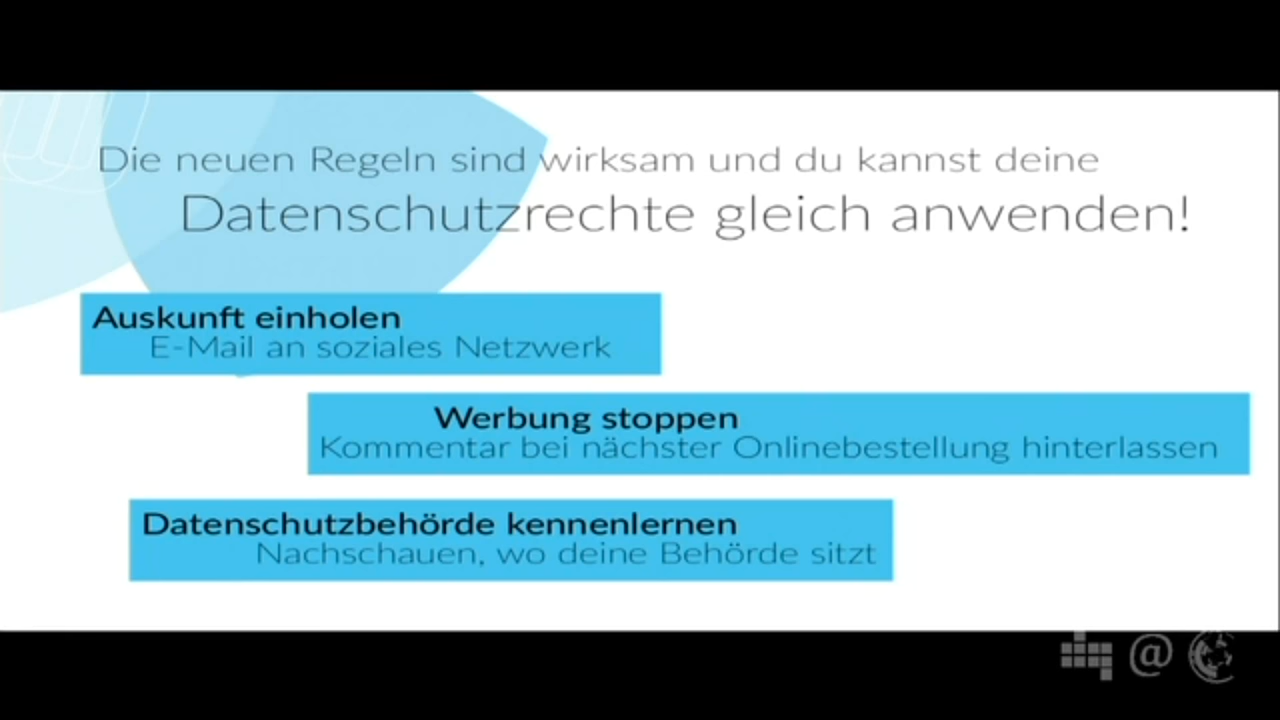 Die neuen Regeln sind wirksam und du kannst deine
Datenschutzrechte gleich anwenden!
Auskunft einholen
E-Mail an soziales Netzwerk
Werbung stoppen
Kommentar bei nächster Onlinebestellung hinterlassen
Datenschutzbehörde kennenlernen
Nachschauen, wo deine Behörde sitzt
@